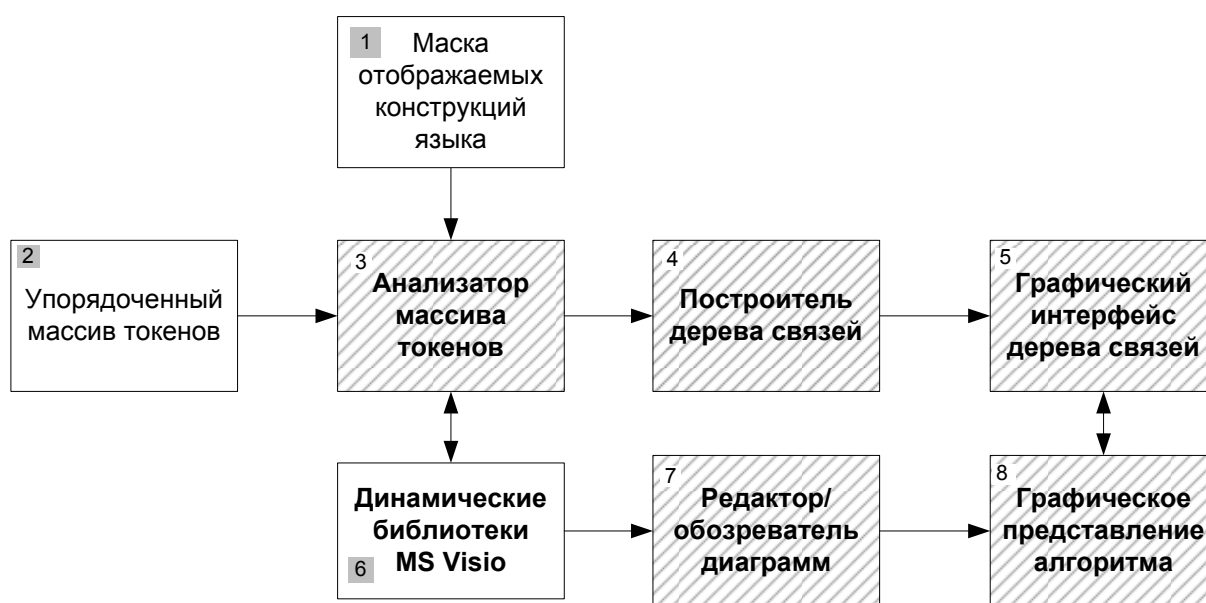 1
Маска
отображаемых
конструкций
языка
2
Упорядоченный
массив токенов
3
Анализатор
массива
токенов
4
Построитель
дерева связей
5
Графический
интерфейс
дерева связей
Динамические
библиотеки
MS Visio
6
7
Редактор/
обозреватель
диаграмм
8
Графическое
представление
алгоритма